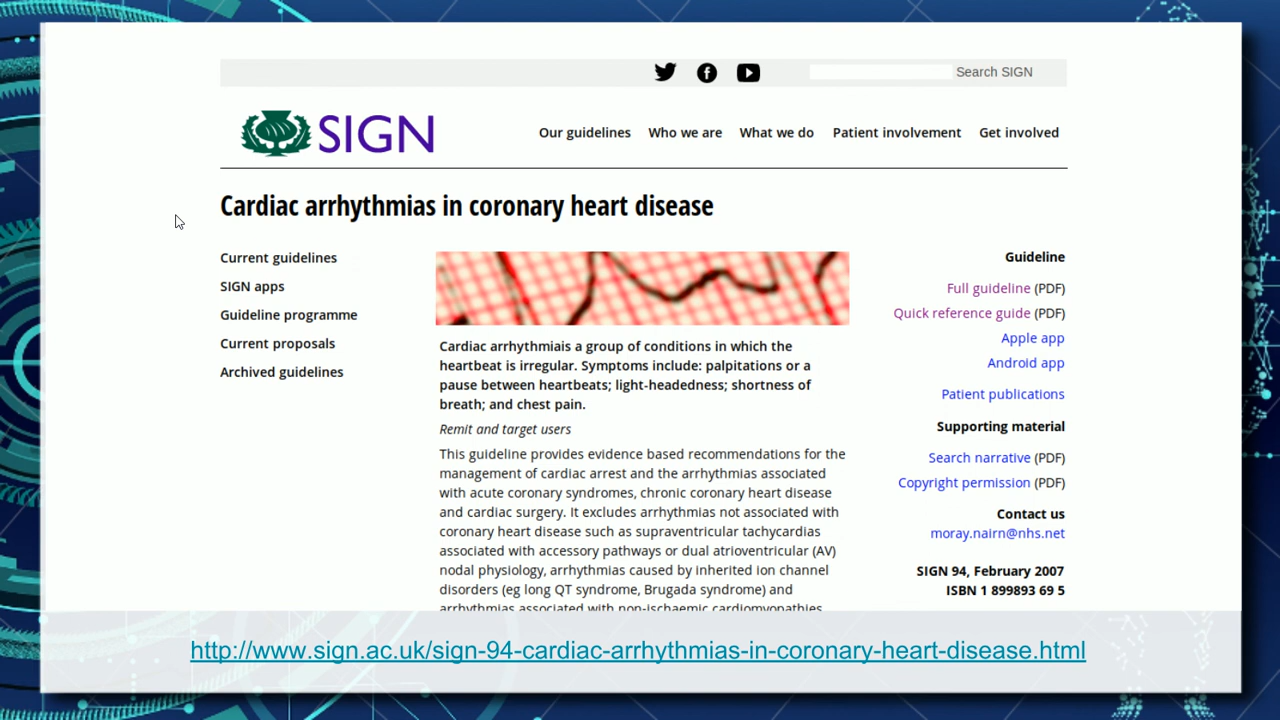 Search SIGN
SIGN
Our guidelines Who we are What we do Patient involvement Get involved
Cardiac arrhythmias in coronary heart disease
Current guidelines
SIGN apps
Guideline programme
Current proposals
Archived guidelines
Cardiac arrhythmiais a group of conditions in which the
heartbeat is irregular. Symptoms include: palpitations or a
pause between heartbeats; light-headedness; shortness of
breath; and chest pain.
Remit and target users
This guideline provides evidence based recommendations for the
management of cardiac arrest and the arrhythmias associated
with acute coronary syndromes, chronic coronary heart disease
and cardiac surgery. It excludes arrhythmias not associated with
coronary heart disease such as supraventricular tachycardias
associated with accessory pathways or dual atrioventricular (AV)
nodal physiology, arrhythmias caused by inherited ion channel
disorders (eg long QT syndrome, Brugada syndrome) and
arrhythmias associated with non-ischaemic cardiomyopathies
Guideline
Full guideline (PDF)
Quick reference guide (PDF)
Apple app
Android app
Patient publications
Supporting material
Search narrative (PDF)
Copyright permission (PDF)
Contact us
moray.nairn@nhs.net
SIGN 94, February 2007
ISBN 1 899893 69 5
http://www.sign.ac.uk/sign-94-cardiac-arrhythmias-in-coronary-heart-disease.html